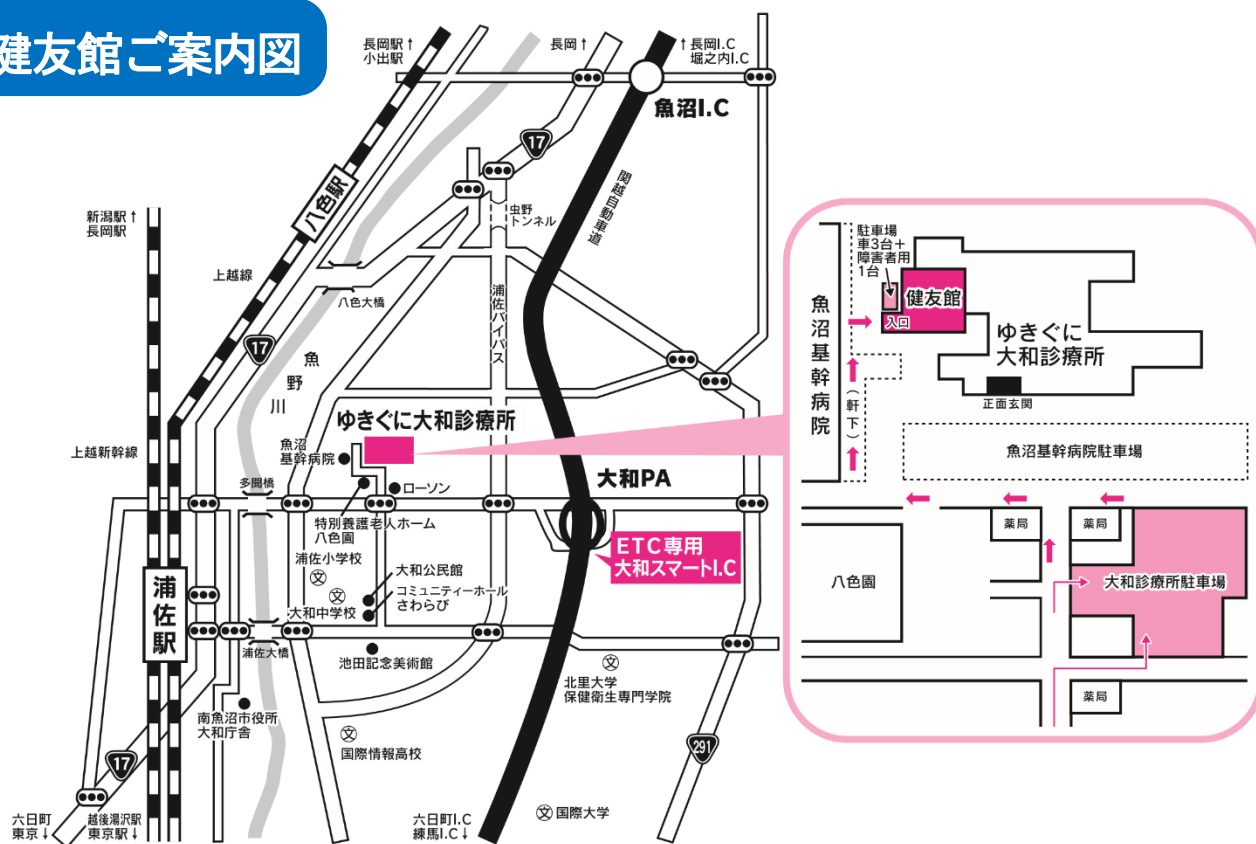 健友館ご案内図
長岡駅↑
小出駅
長岡↑
↑長岡I.C
堀之内I.C
魚沼I.C
17
関越自動車道
八色駅
虫野
トンネル
新潟駅↑
長岡駅
上越線
八色大橋
浦佐バイパス
17
魚野川
ゆきぐに大和診療所
魚沼
基幹病院
上越新幹線
多聞橋
ローソン
大和PA
特別養護老人ホーム
八色園
ETC専用
大和スマートI.C
浦佐小学校
文
大和公民館
文
コミュニティーホール
さわらび
大和中学校
浦佐駅
浦佐大橋
池田記念美術館
文
北里大学
保健衛生専門学院
南魚沼市役所
大和庁舎
文
国際情報高校
291
17
文 国際大学
六日町
東京↓
越後湯沢駅
東京駅↓
六日町I.C
練馬I.C↓
駐車場
車3台+
障害者用
1台
健友館
入口
魚沼基幹病院
ゆきぐに
大和診療所
正面玄関
(軒下)
魚沼基幹病院駐車場
薬局
薬局
八色園
大和診療所駐車場
薬局